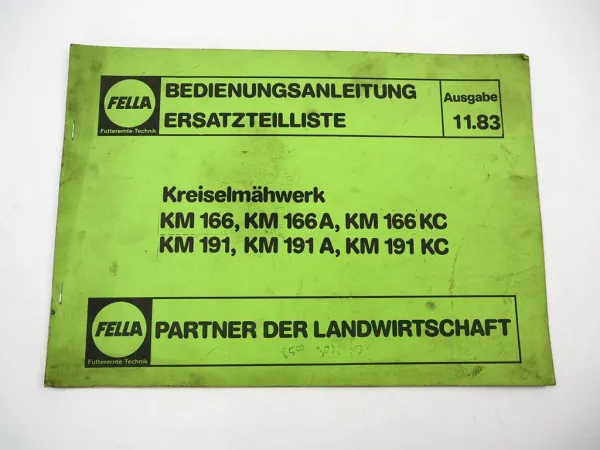 FELLA
Futterernte-Technik
BEDIENUNGSANLEITUNG
ERSATZTEILLISTE
Ausgabe
11.83
Kreiselmähwerk
KM 166, KM 166 A, KM 166 KC
KM 191, KM 191 A, KM 191 KC
FELLA
Futterernte-Technik
PARTNER DER LANDWIRTSCHAFT